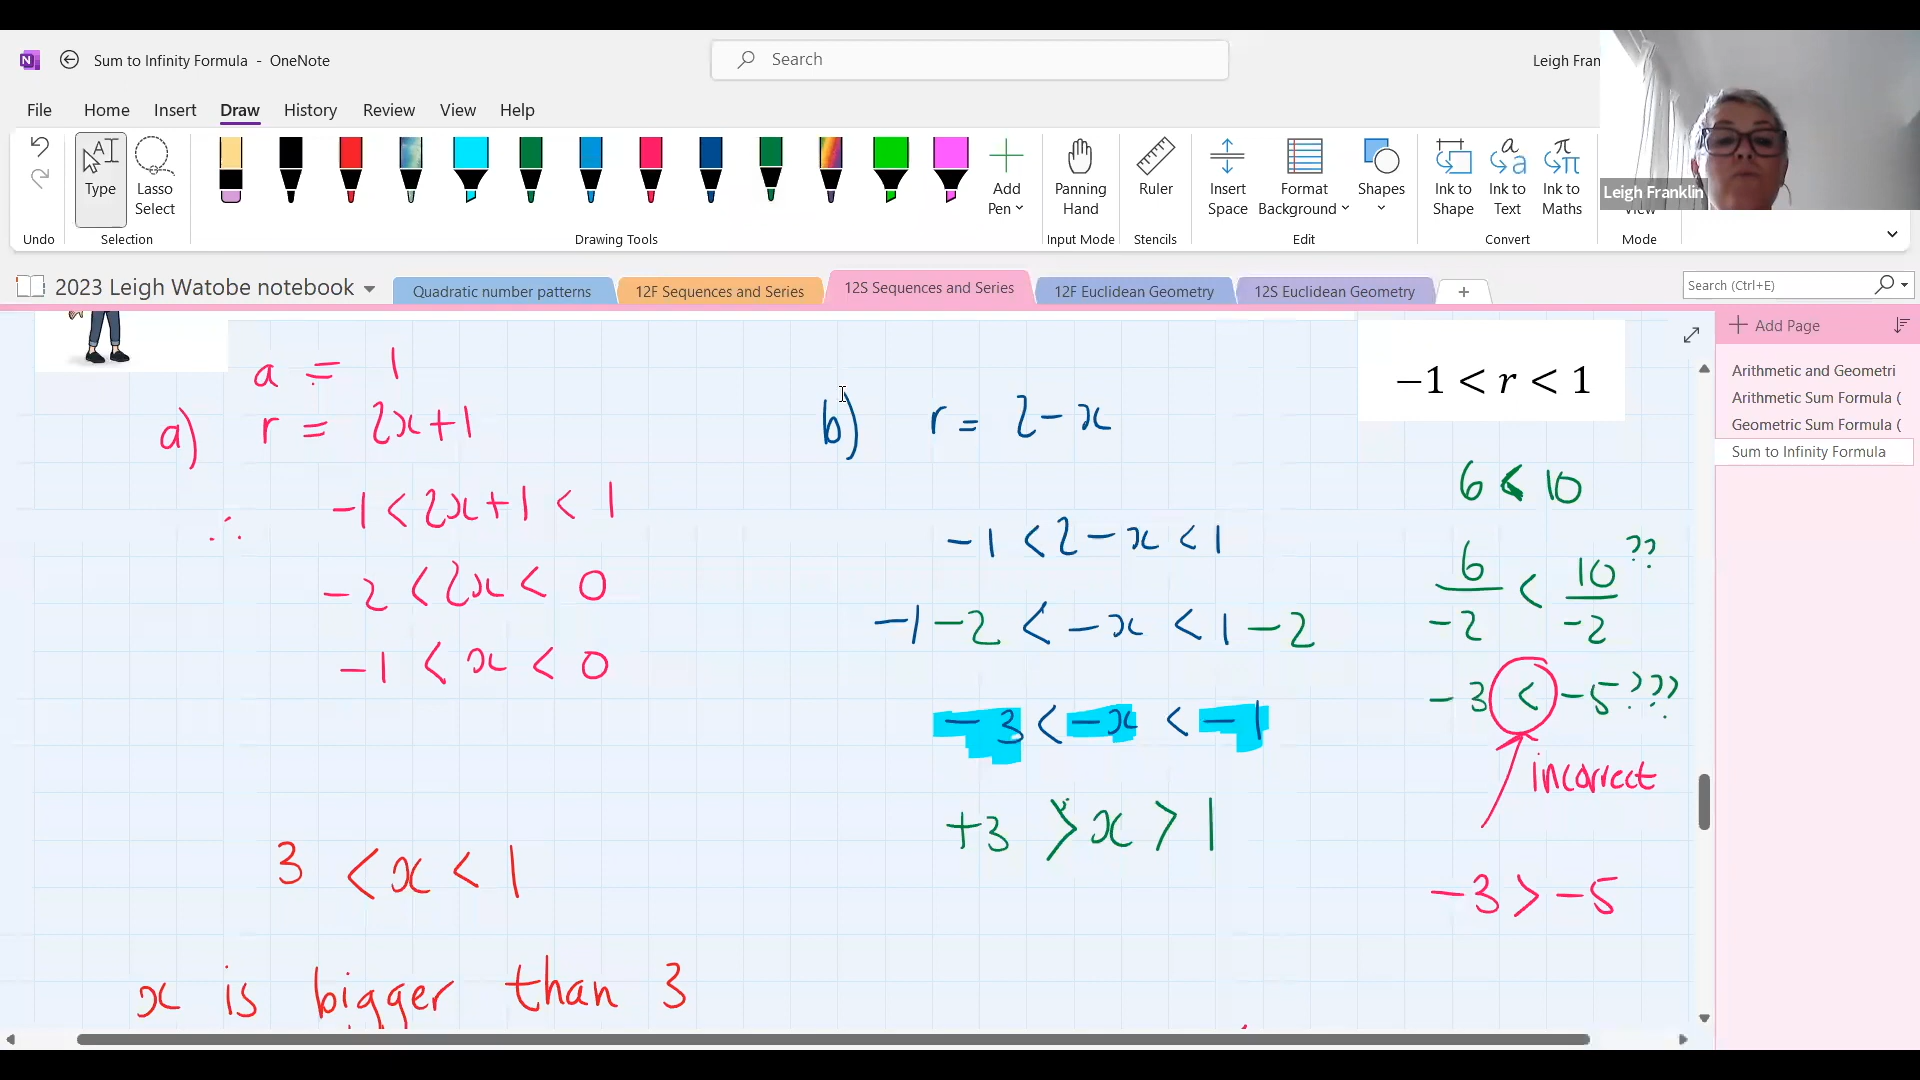 Sum to Infinity Formula - OneNote
Search
Leigh Fran
File Home Insert Draw History Review View Help
Undo
Type
Lasso Select
Selection
Drawing Tools
Add Pen
Panning Hand
Input Mode
Ruler
Stencils
Insert Space
Format Background
Shapes
Edit
Ink to Shape
Ink to Text
Ink to Maths
Convert
View
Mode
Leigh Franklin
2023 Leigh Watobe notebook
Quadratic number patterns
12F Sequences and Series
12S Sequences and Series
12F Euclidean Geometry
12S Euclidean Geometry
Search (Ctrl+E)
Add Page
Arithmetic and Geometri
Arithmetic Sum Formula (
Geometric Sum Formula (
Sum to Infinity Formula
a = 1
a) r = 2x+1
∴ -1 < 2x+1 < 1
-2 < 2x < 0
-1 < x < 0
3 < x < 1
x is bigger than 3
b) r = 2-x
-1 < 2-x < 1
-1-2 < -x < 1-2
-3 < -x < -1
+3 > x > 1
−1 < r < 1
6 < 10
6/-2 < 10/-2 ??
-3 < -5???
incorrect
-3 > -5